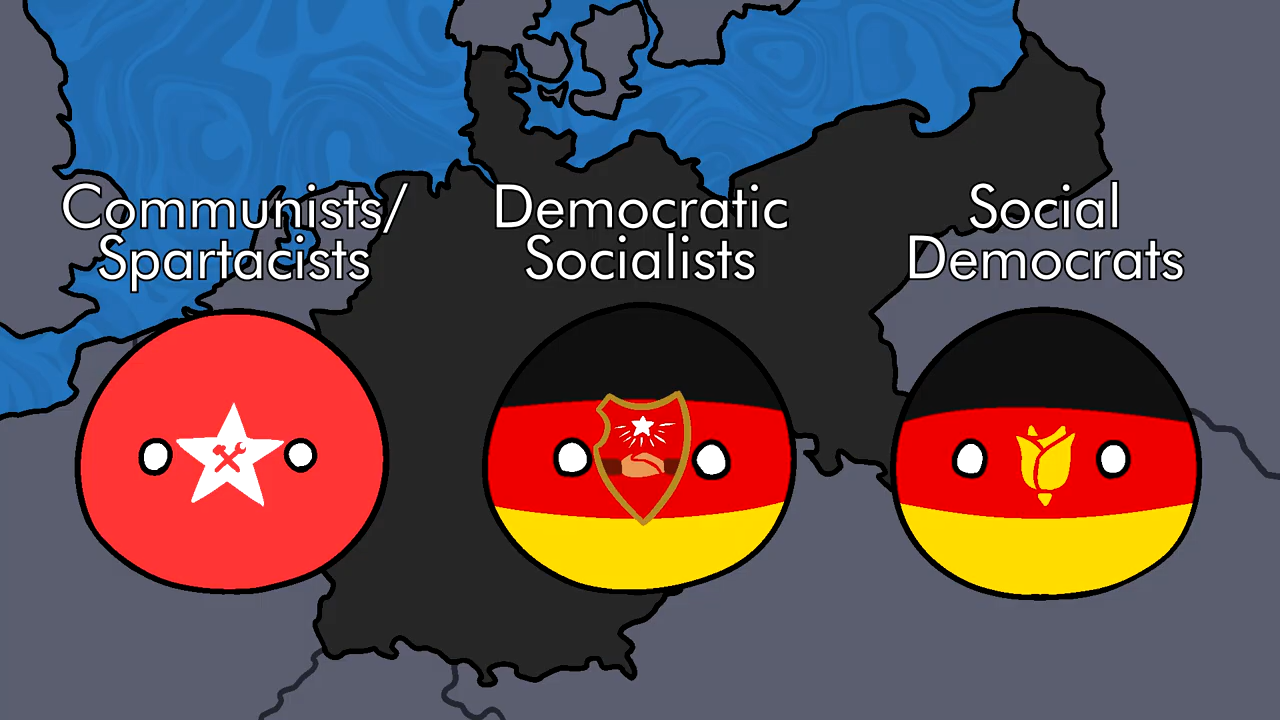 Communists/
Spartacists
Democratic
Socialists
Social
Democrats